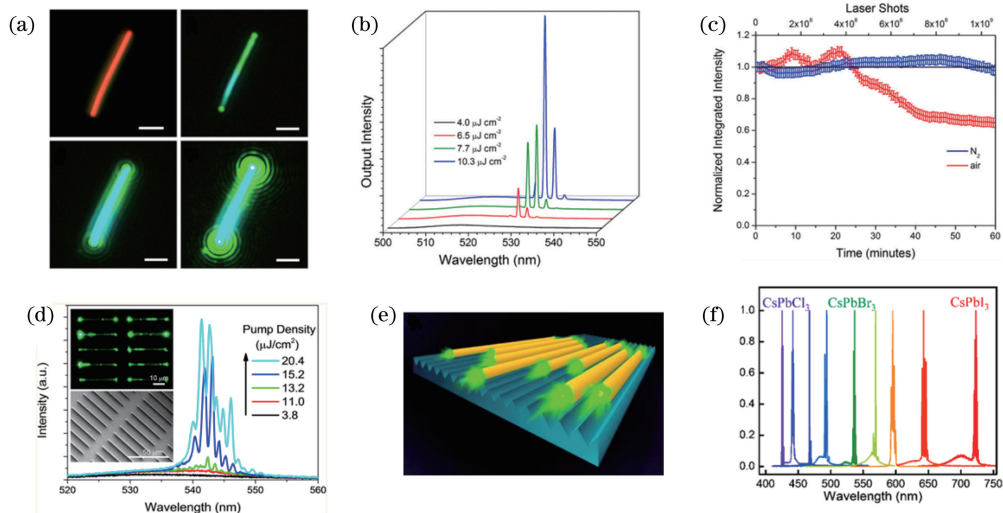 (a)
(b)
Output Intensity
4.0 μJ cm⁻²
6.5 μJ cm⁻²
7.7 μJ cm⁻²
10.3 μJ cm⁻²
500 510 520 530 540 550
Wavelength (nm)
(c)
Laser Shots
0 2x10⁸ 4x10⁸ 6x10⁸ 8x10⁸ 1x10⁹
Normalized Integrated Intensity
1.2
1.0
0.8
0.6
0.4
0.2
0.0
N₂
air
0 10 20 30 40 50 60
Time (minutes)
(d)
Intensity (a.u.)
10 μm
Pump Density
(μJ/cm²)
20.4
15.2
13.2
11.0
3.8
520 530 540 550 560
Wavelength (nm)
(e)
(f)
CsPbCl₃ CsPbBr₃ CsPbI₃
1.0
0.8
0.6
0.4
0.2
0.0
400 450 500 550 600 650 700 750
Wavelength (nm)